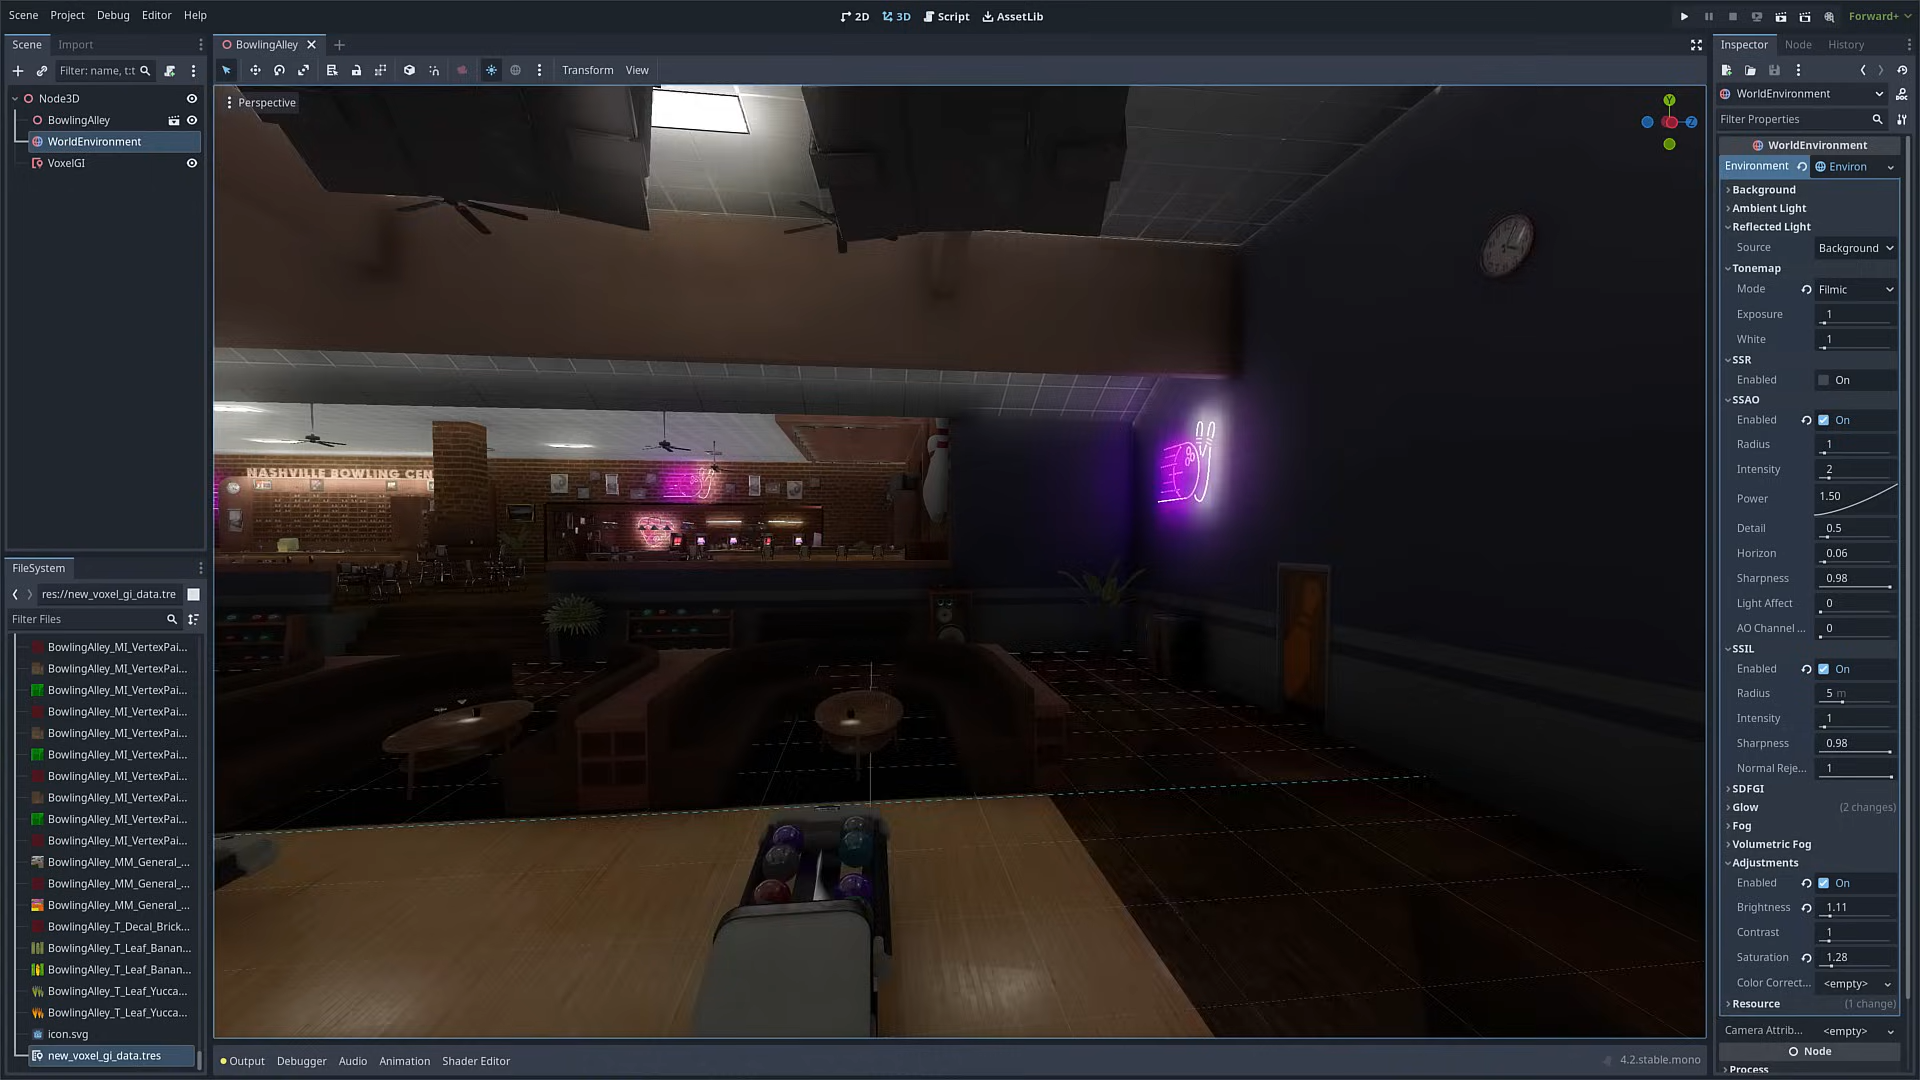 Scene Project Debug Editor Help
2D 3D Script AssetLib
Forward+
Scene Import
BowlingAlley
Inspector Node History
Filter: name, t:t
Transform View
Node3D
BowlingAlley
WorldEnvironment
VoxelGI
Perspective
NASHVILLE BOWLING CEN
FileSystem
res://new_voxel_gi_data.tre
Filter Files
BowlingAlley_MI_VertexPai...
BowlingAlley_MI_VertexPai...
BowlingAlley_MI_VertexPai...
BowlingAlley_MI_VertexPai...
BowlingAlley_MI_VertexPai...
BowlingAlley_MI_VertexPai...
BowlingAlley_MI_VertexPai...
BowlingAlley_MI_VertexPai...
BowlingAlley_MI_VertexPai...
BowlingAlley_MI_VertexPai...
BowlingAlley_MM_General_...
BowlingAlley_MM_General_...
BowlingAlley_MM_General_...
BowlingAlley_T_Decal_Brick...
BowlingAlley_T_Leaf_Banan...
BowlingAlley_T_Leaf_Banan...
BowlingAlley_T_Leaf_Yucca...
BowlingAlley_T_Leaf_Yucca...
icon.svg
new_voxel_gi_data.tres
Output Debugger Audio Animation Shader Editor
4.2.stable.mono
WorldEnvironment
DOC
Filter Properties
WorldEnvironment
Environment Environ
Background
Ambient Light
Reflected Light
Source Background
Tonemap
Mode Filmic
Exposure 1
White 1
SSR
Enabled On
SSAO
Enabled On
Radius 1
Intensity 2
Power 1.50
Detail 0.5
Horizon 0.06
Sharpness 0.98
Light Affect 0
AO Channel ... 0
SSIL
Enabled On
Radius 5 m
Intensity 1
Sharpness 0.98
Normal Reje... 1
SDFGI
Glow (2 changes)
Fog
Volumetric Fog
Adjustments
Enabled On
Brightness 1.11
Contrast 1
Saturation 1.28
Color Correct... <empty>
Resource (1 change)
Camera Attrib... <empty>
Node
Process
Y
Z